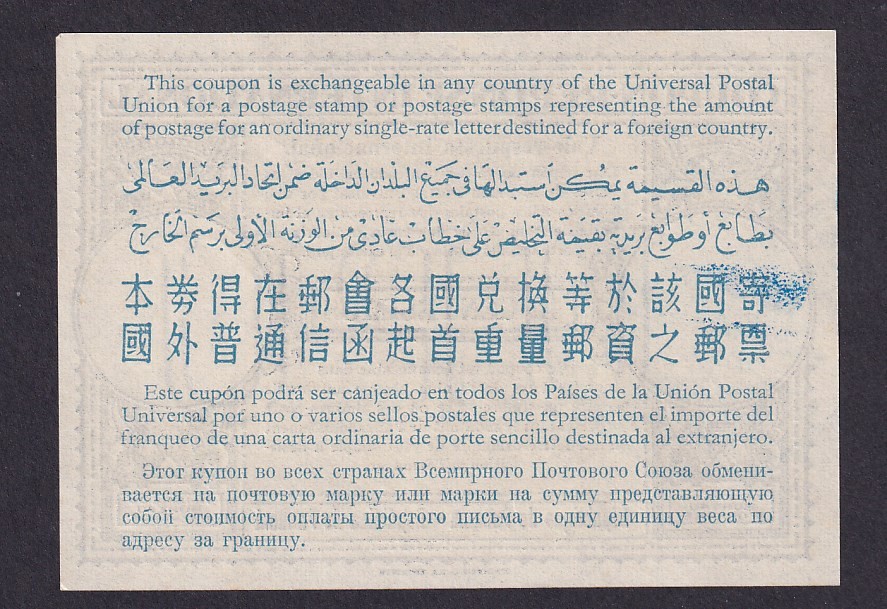 This coupon is exchangeable in any country of the Universal Postal
Union for a postage stamp or postage stamps representing the amount
of postage for an ordinary single-rate letter destined for a foreign country.
هذه القسيمة يمكن استبدالها في جميع البلدان الداخلة ضمن اتحاد البريد العالمى
بطابع أو طوابع بريدية بقيمة التخليص على خطاب عادى من الوزنة الأولى برسم الخارج
本券得在郵會各國兌換等於該國寄
國外普通信函起首重量郵資之郵票
Este cupón podrá ser canjeado en todos los Países de la Unión Postal
Universal por uno o varios sellos postales que representen el importe del
franqueo de una carta ordinaria de porte sencillo destinada al extranjero.
Этот купон во всех странах Всемирного Почтового Союза обмени-
вается на почтовую марку или марки на сумму представляющую
собой стоимость оплаты простого письма в одну единицу веса по
адресу за границу.